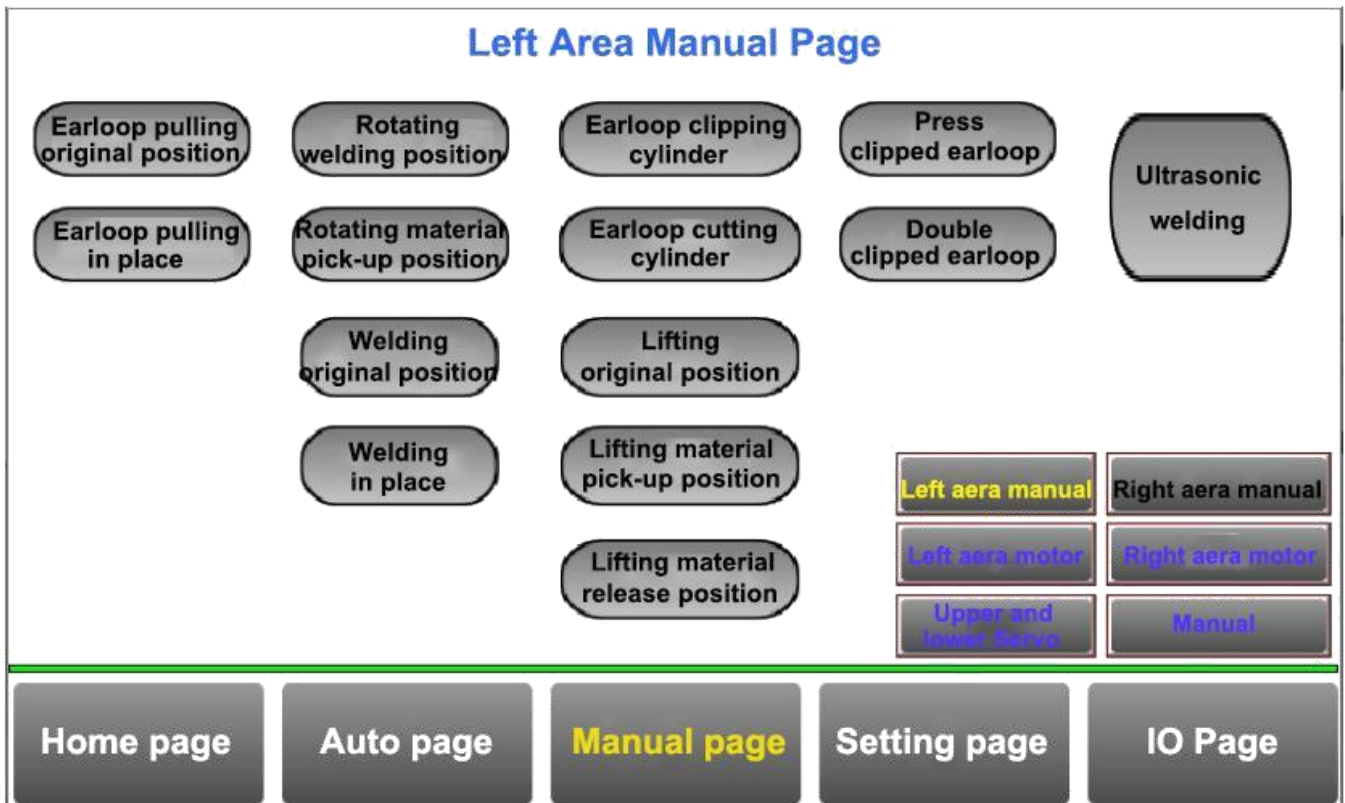 Left Area Manual Page
Earloop pulling
original position
Rotating
welding position
Earloop clipping
cylinder
Press
clipped earloop
Ultrasonic
welding
Earloop pulling
in place
Rotating material
pick-up position
Earloop cutting
cylinder
Double
clipped earloop
Welding
original position
Lifting
original position
Welding
in place
Lifting material
pick-up position
Lifting material
release position
Left aera manual
Right aera manual
Left aera motor
Right aera motor
Upper and
lower Servo
Manual
Home page
Auto page
Manual page
Setting page
IO Page